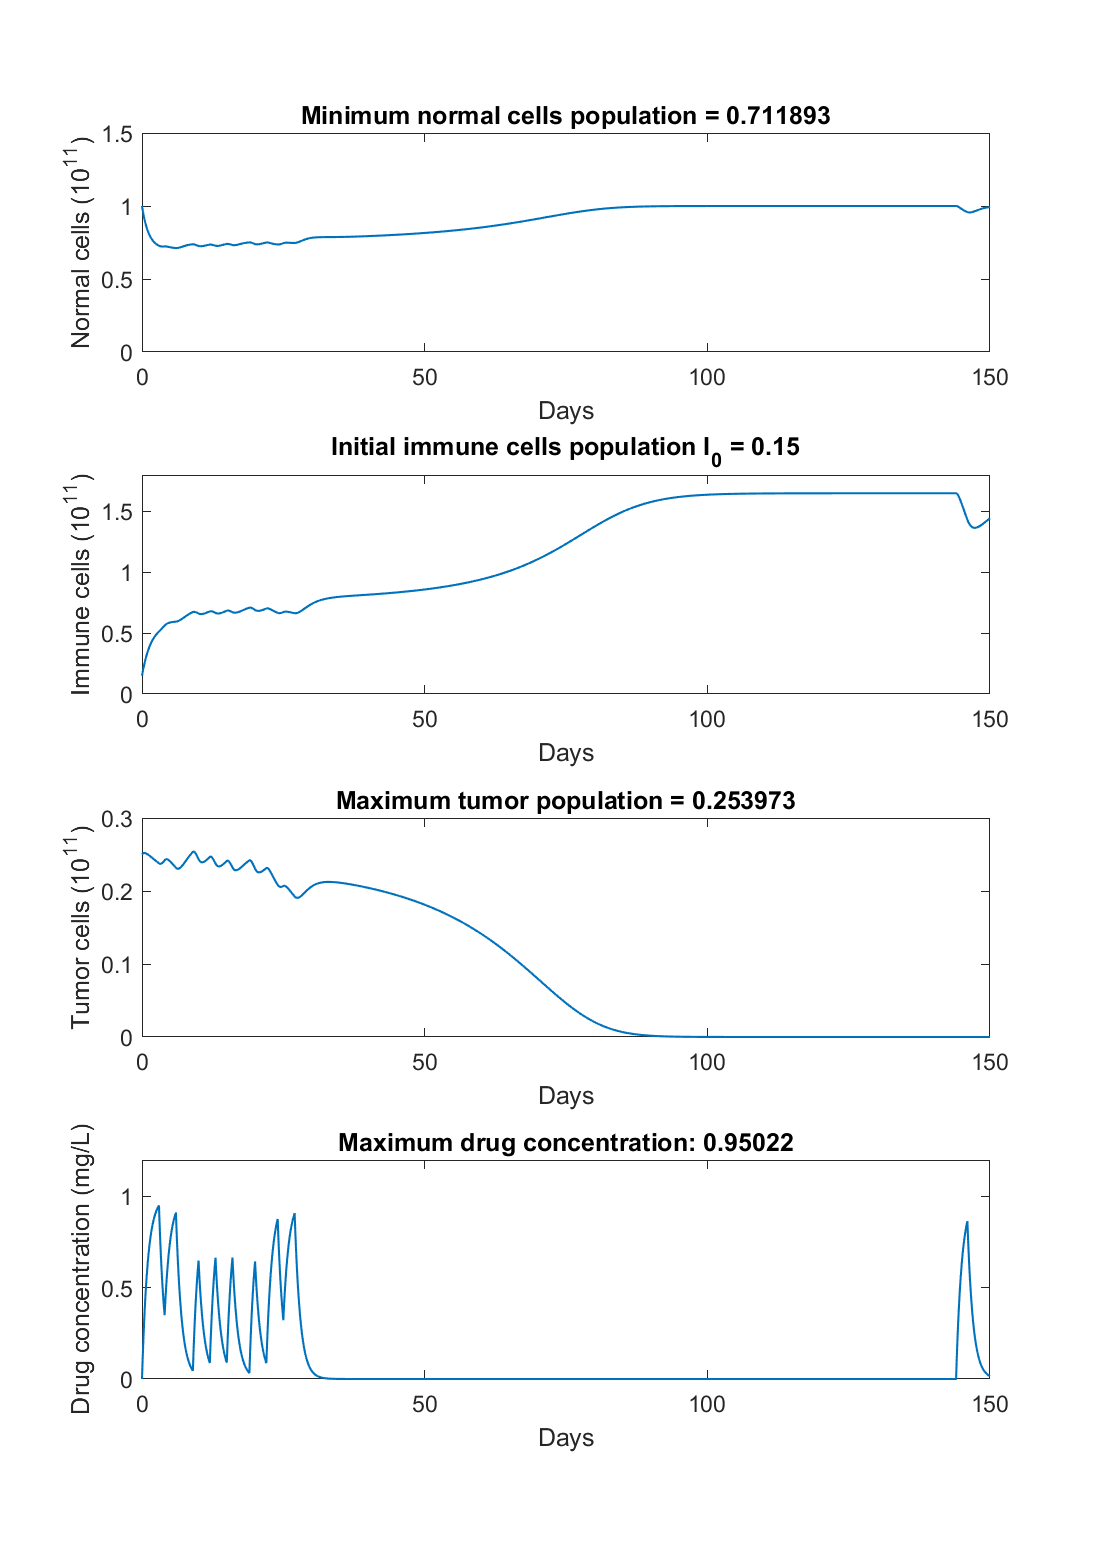 Minimum normal cells population = 0.711893
Normal cells (10^11)
1.5
1
0.5
0
0 50 100 150
Days
Initial immune cells population I_0 = 0.15
Immune cells (10^11)
1.5
1
0.5
0
0 50 100 150
Days
Maximum tumor population = 0.253973
Tumor cells (10^11)
0.3
0.2
0.1
0
0 50 100 150
Days
Maximum drug concentration: 0.95022
Drug concentration (mg/L)
1
0.5
0
0 50 100 150
Days